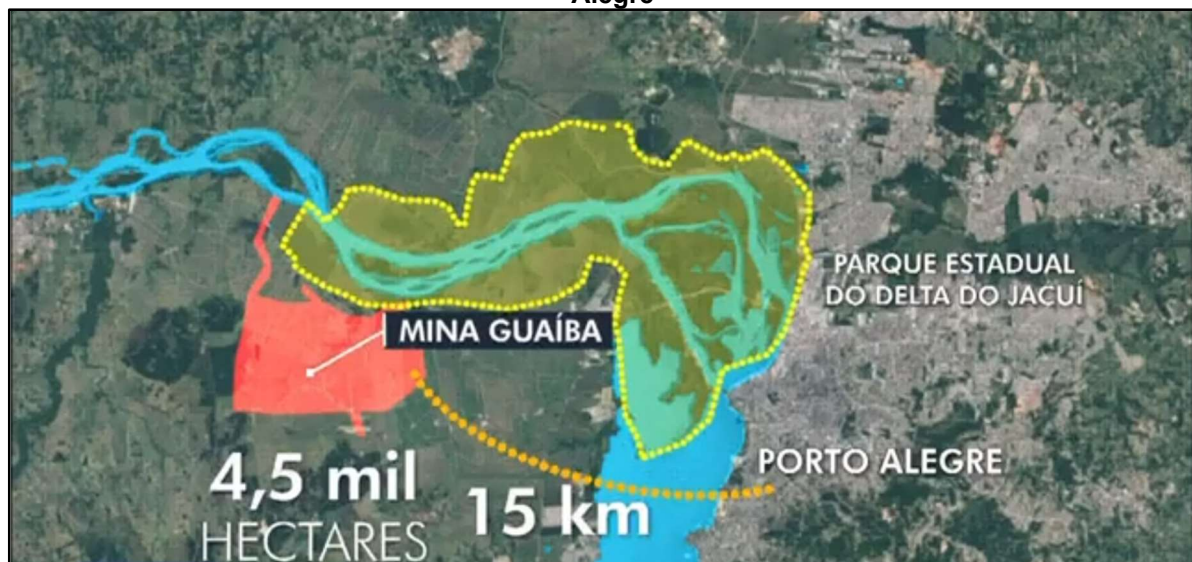 Alegre
PARQUE ESTADUAL
DO DELTA DO JACUÍ
MINA GUAÍBA
PORTO ALEGRE
4,5 mil
HECTARES
15 km